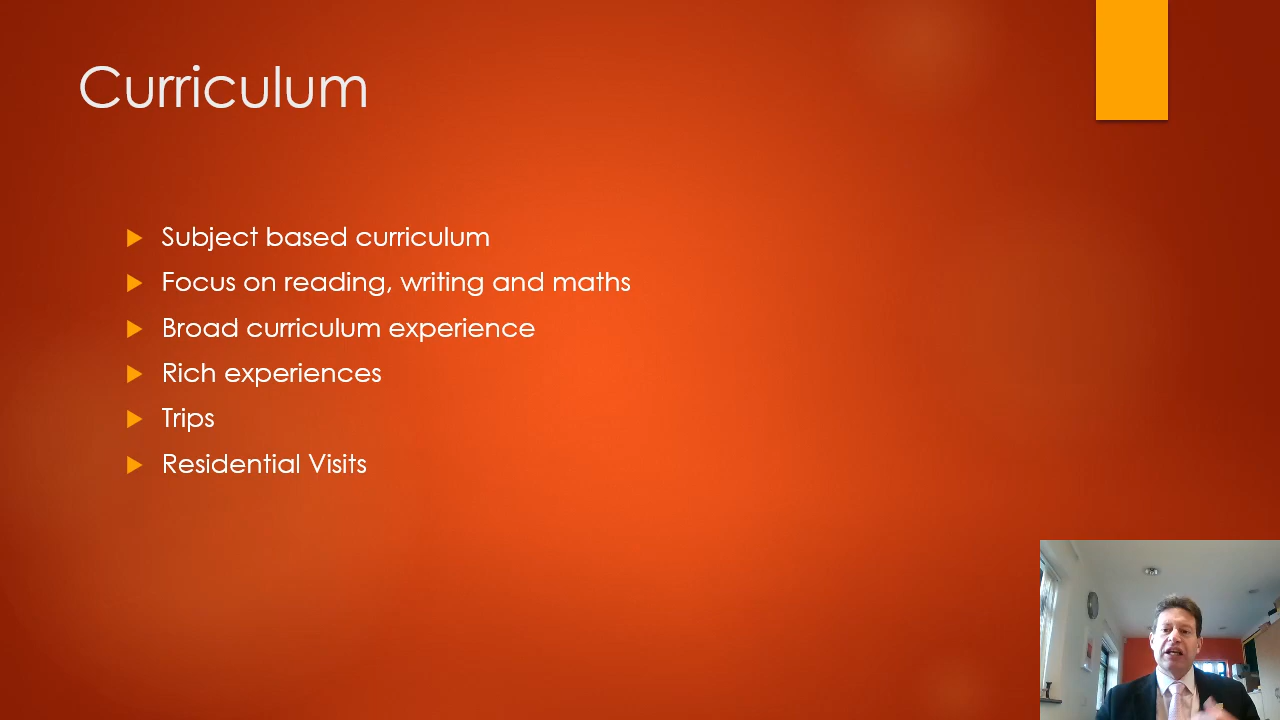 Curriculum
Subject based curriculum
Focus on reading, writing and maths
Broad curriculum experience
Rich experiences
Trips
Residential Visits